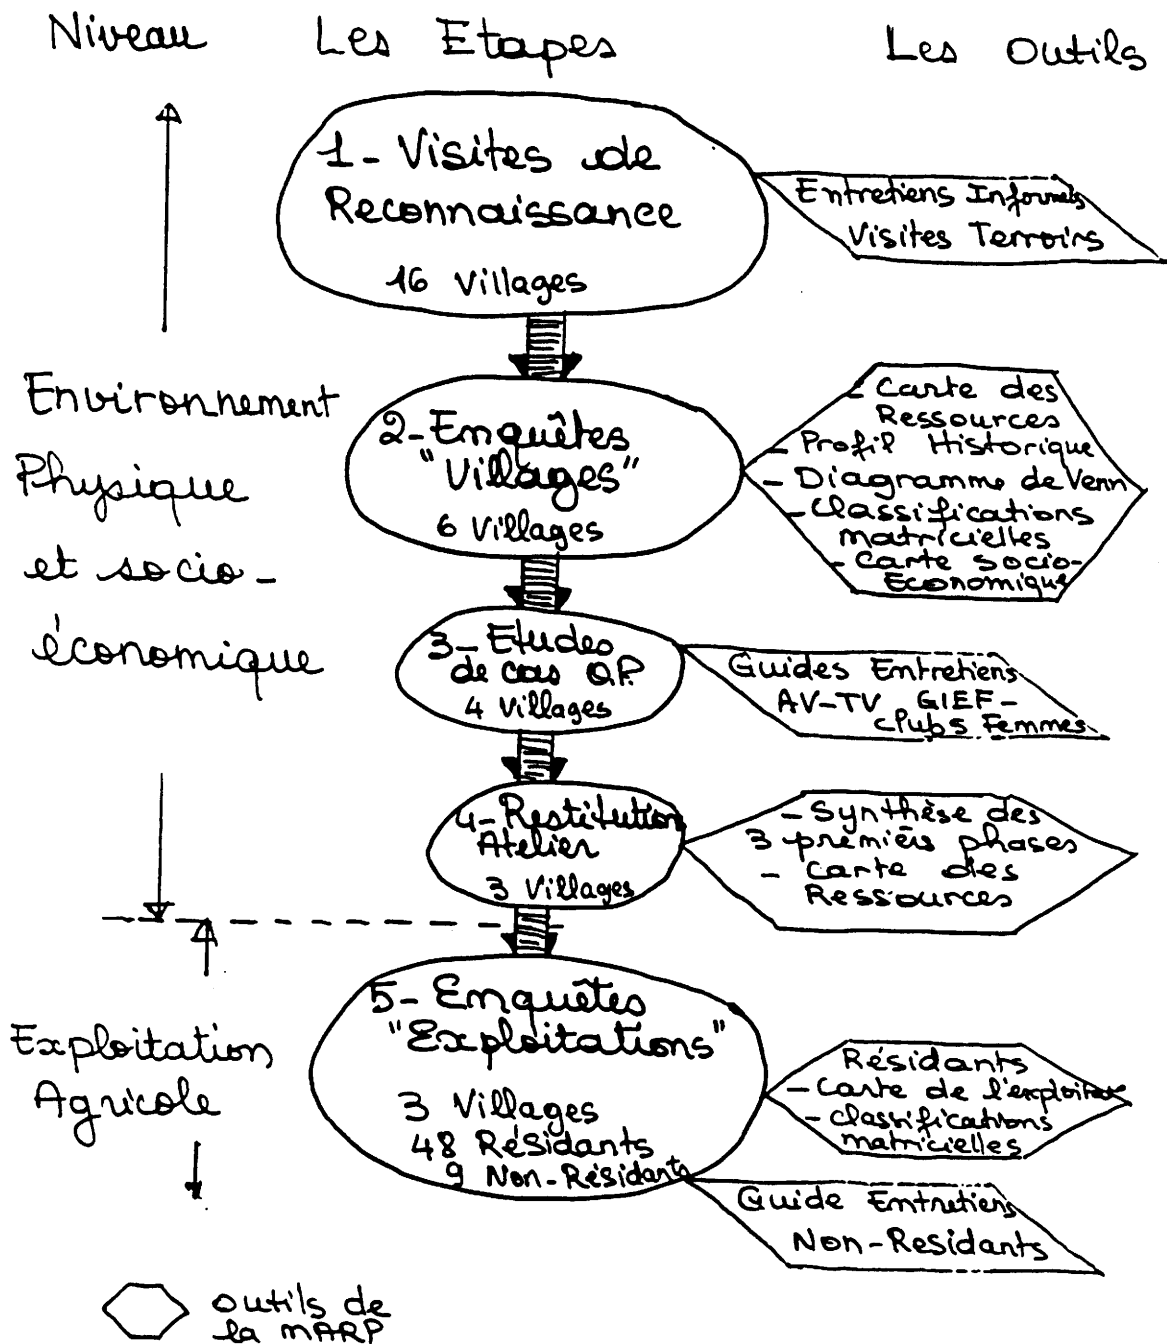 Niveau Les Etapes Les Outils
1- Visites de
Reconnaissance
16 Villages
Entretiens Informels
Visites Terroirs
Environnement
Physique
et socio-
économique
2- Enquêtes
"Villages"
6 Villages
- Carte des
Ressources
- Profil Historique
- Diagramme de Venn
- Classifications
matricielles
- Carte Socio-
Economique
3- Etudes
de cas O.P.
4 Villages
Guides Entretiens
AV-TV GIEF-
clubs Femmes
4- Restitution
Atelier
3 Villages
- Synthèse des
3 premières phases
- Carte des
Ressources
Exploitation
Agricole
5- Enquêtes
"Exploitations"
3 Villages
48 Résidants
9 Non-Résidants
Résidants
- Carte de l'exploitat
- classifications
matricielles
Guide Entretiens
Non-Residants
outils de
la MARP